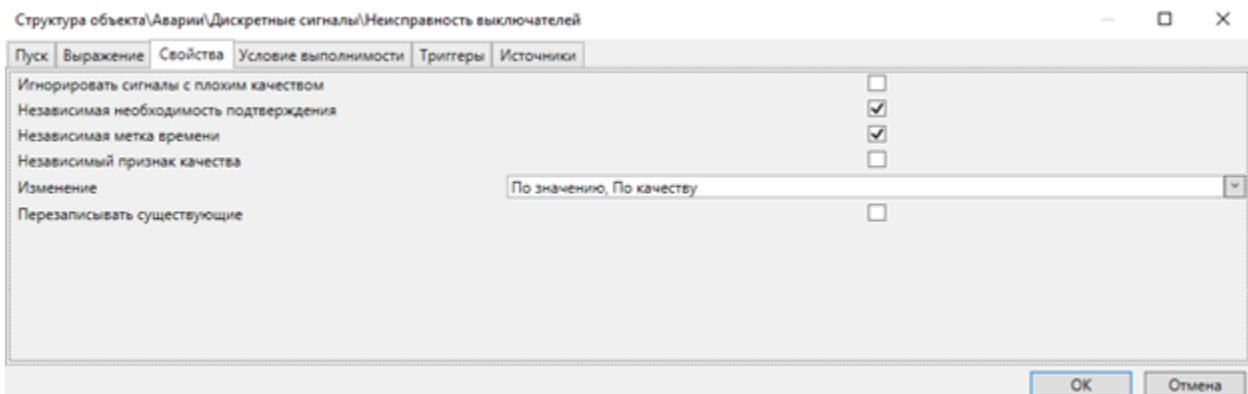 Структура объекта\Аварии\Дискретные сигналы\Неисправность выключателей
Пуск Выражение Свойства Условие выполнимости Триггеры Источники
Игнорировать сигналы с плохим качеством
Независимая необходимость подтверждения
Независимая метка времени
Независимый признак качества
Изменение По значению, По качеству
Перезаписывать существующие
OK Отмена